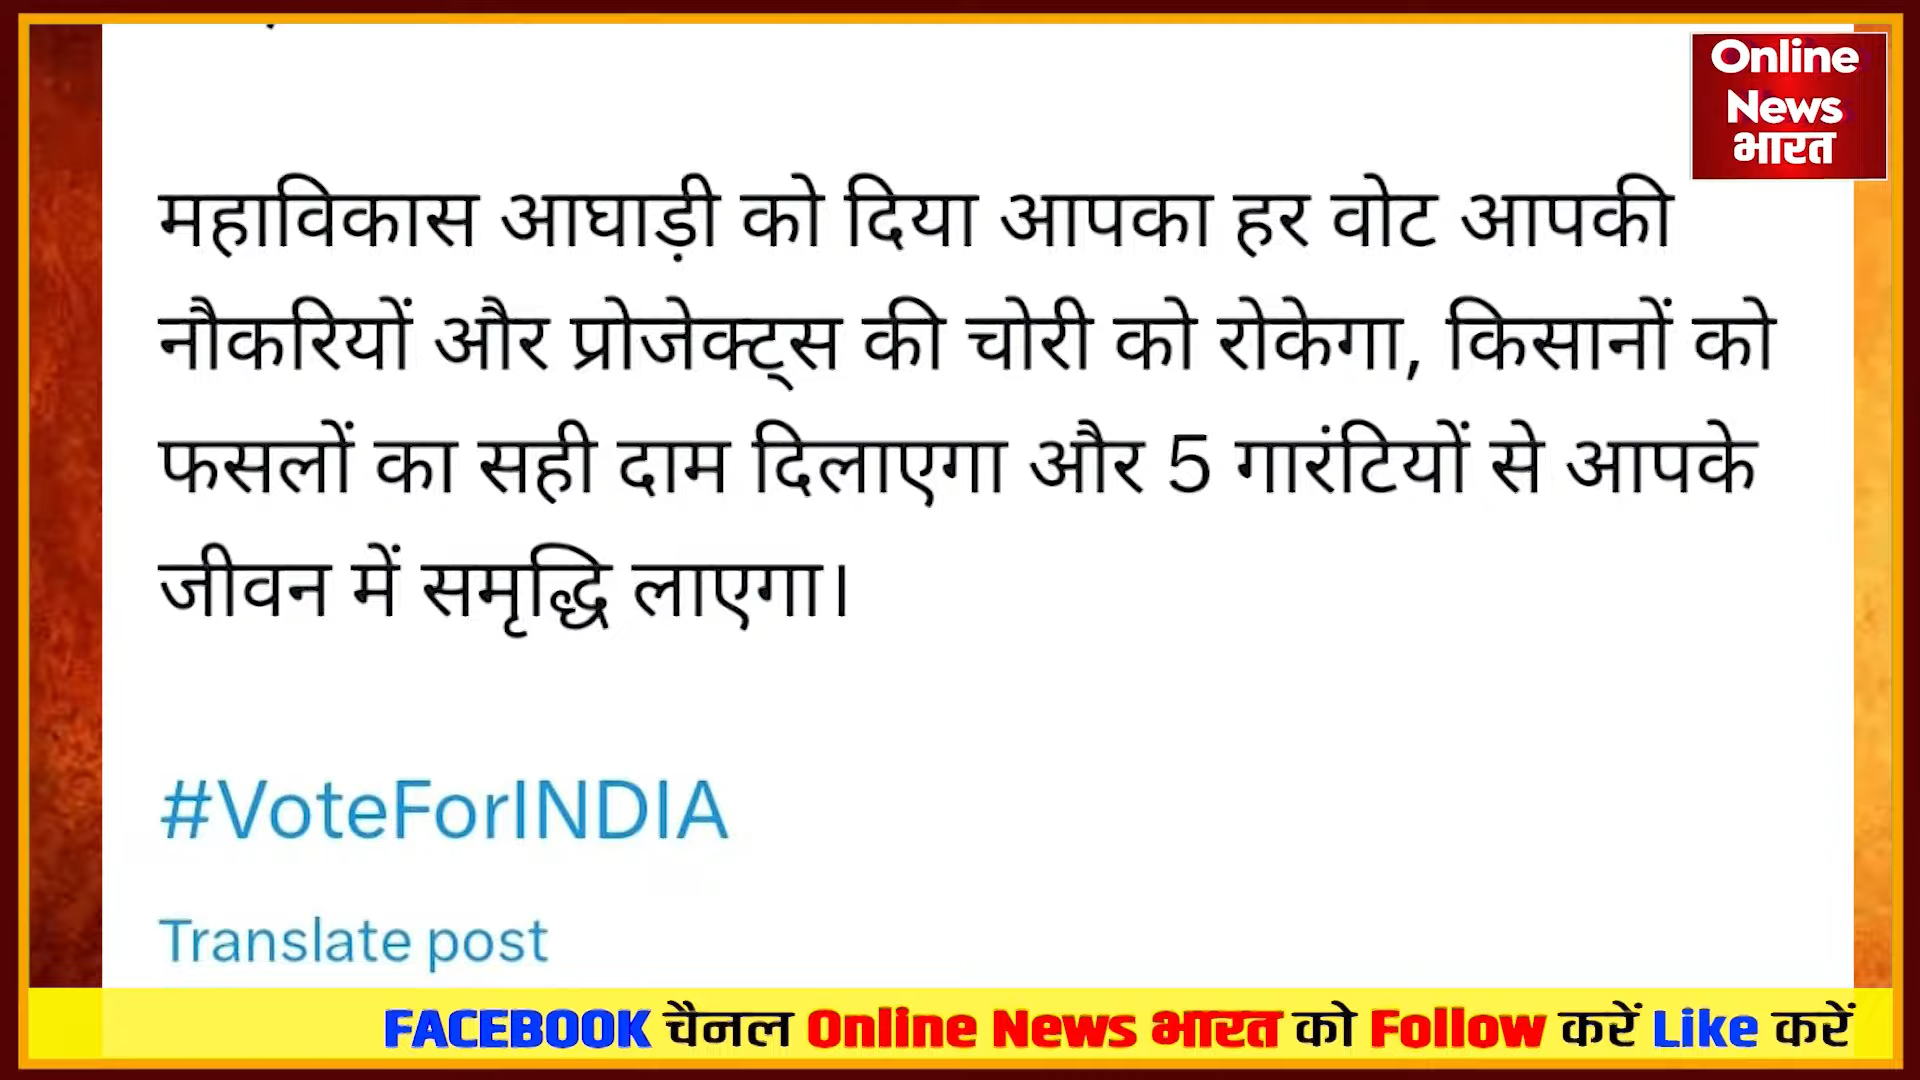 Online
News
भारत
महाविकास आघाड़ी को दिया आपका हर वोट आपकी
नौकरियों और प्रोजेक्ट्स की चोरी को रोकेगा, किसानों को
फसलों का सही दाम दिलाएगा और 5 गारंटियों से आपके
जीवन में समृद्धि लाएगा।
#VoteForINDIA
Translate post
FACEBOOK चैनल Online News भारत को Follow करें Like करें